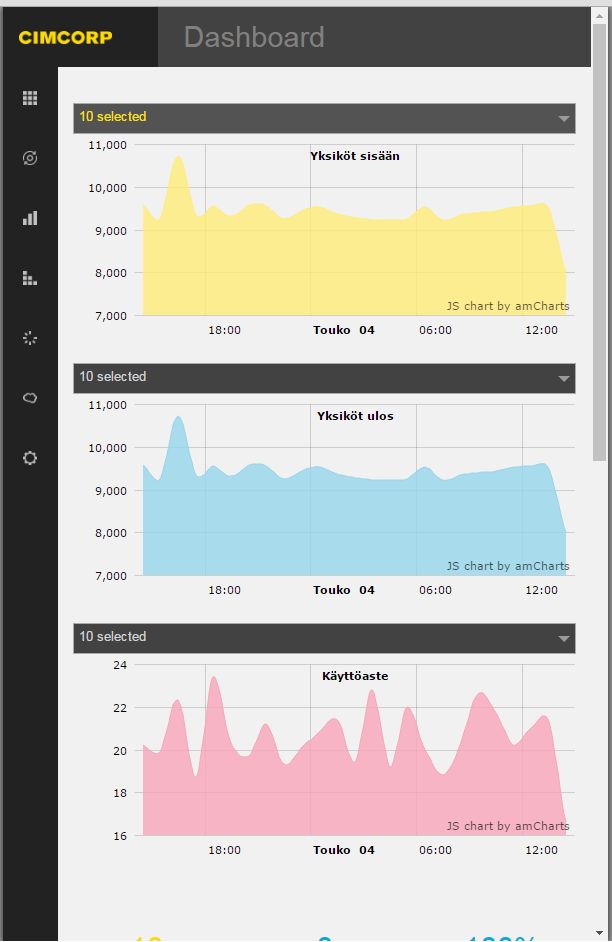 CIMCORP
Dashboard
10 selected
Yksiköt sisään
11,000
10,000
9,000
8,000
7,000
JS chart by amCharts
18:00 Touko 04 06:00 12:00
10 selected
Yksiköt ulos
11,000
10,000
9,000
8,000
7,000
JS chart by amCharts
18:00 Touko 04 06:00 12:00
10 selected
Käyttöaste
24
22
20
18
16
JS chart by amCharts
18:00 Touko 04 06:00 12:00